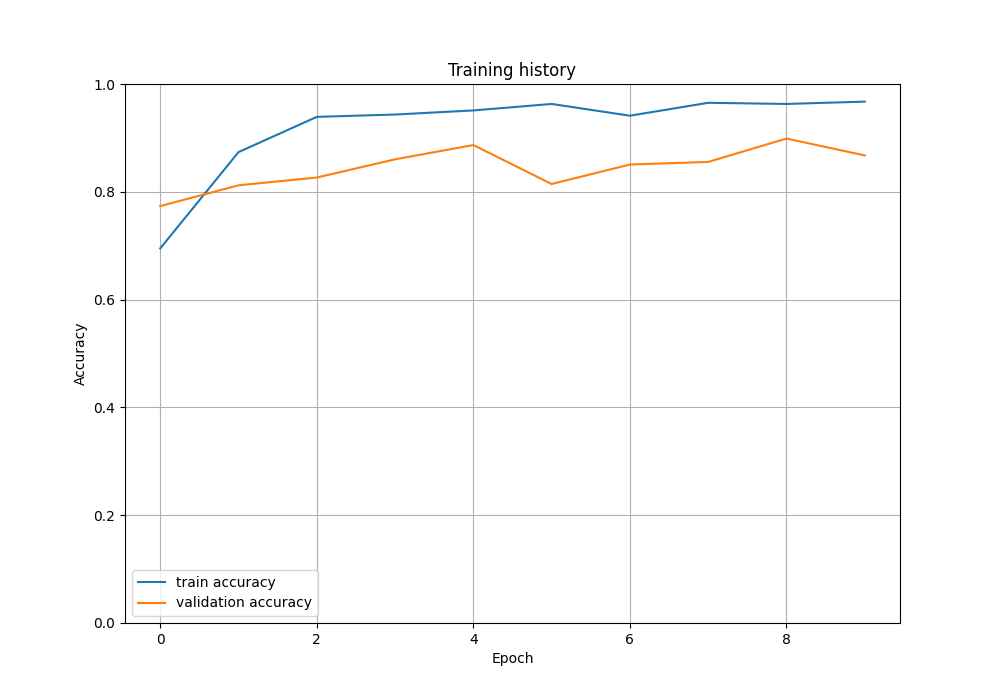 Training history
1.0
0.8
0.6
0.4
0.2
0.0
Accuracy
train accuracy
validation accuracy
0 2 4 6 8
Epoch